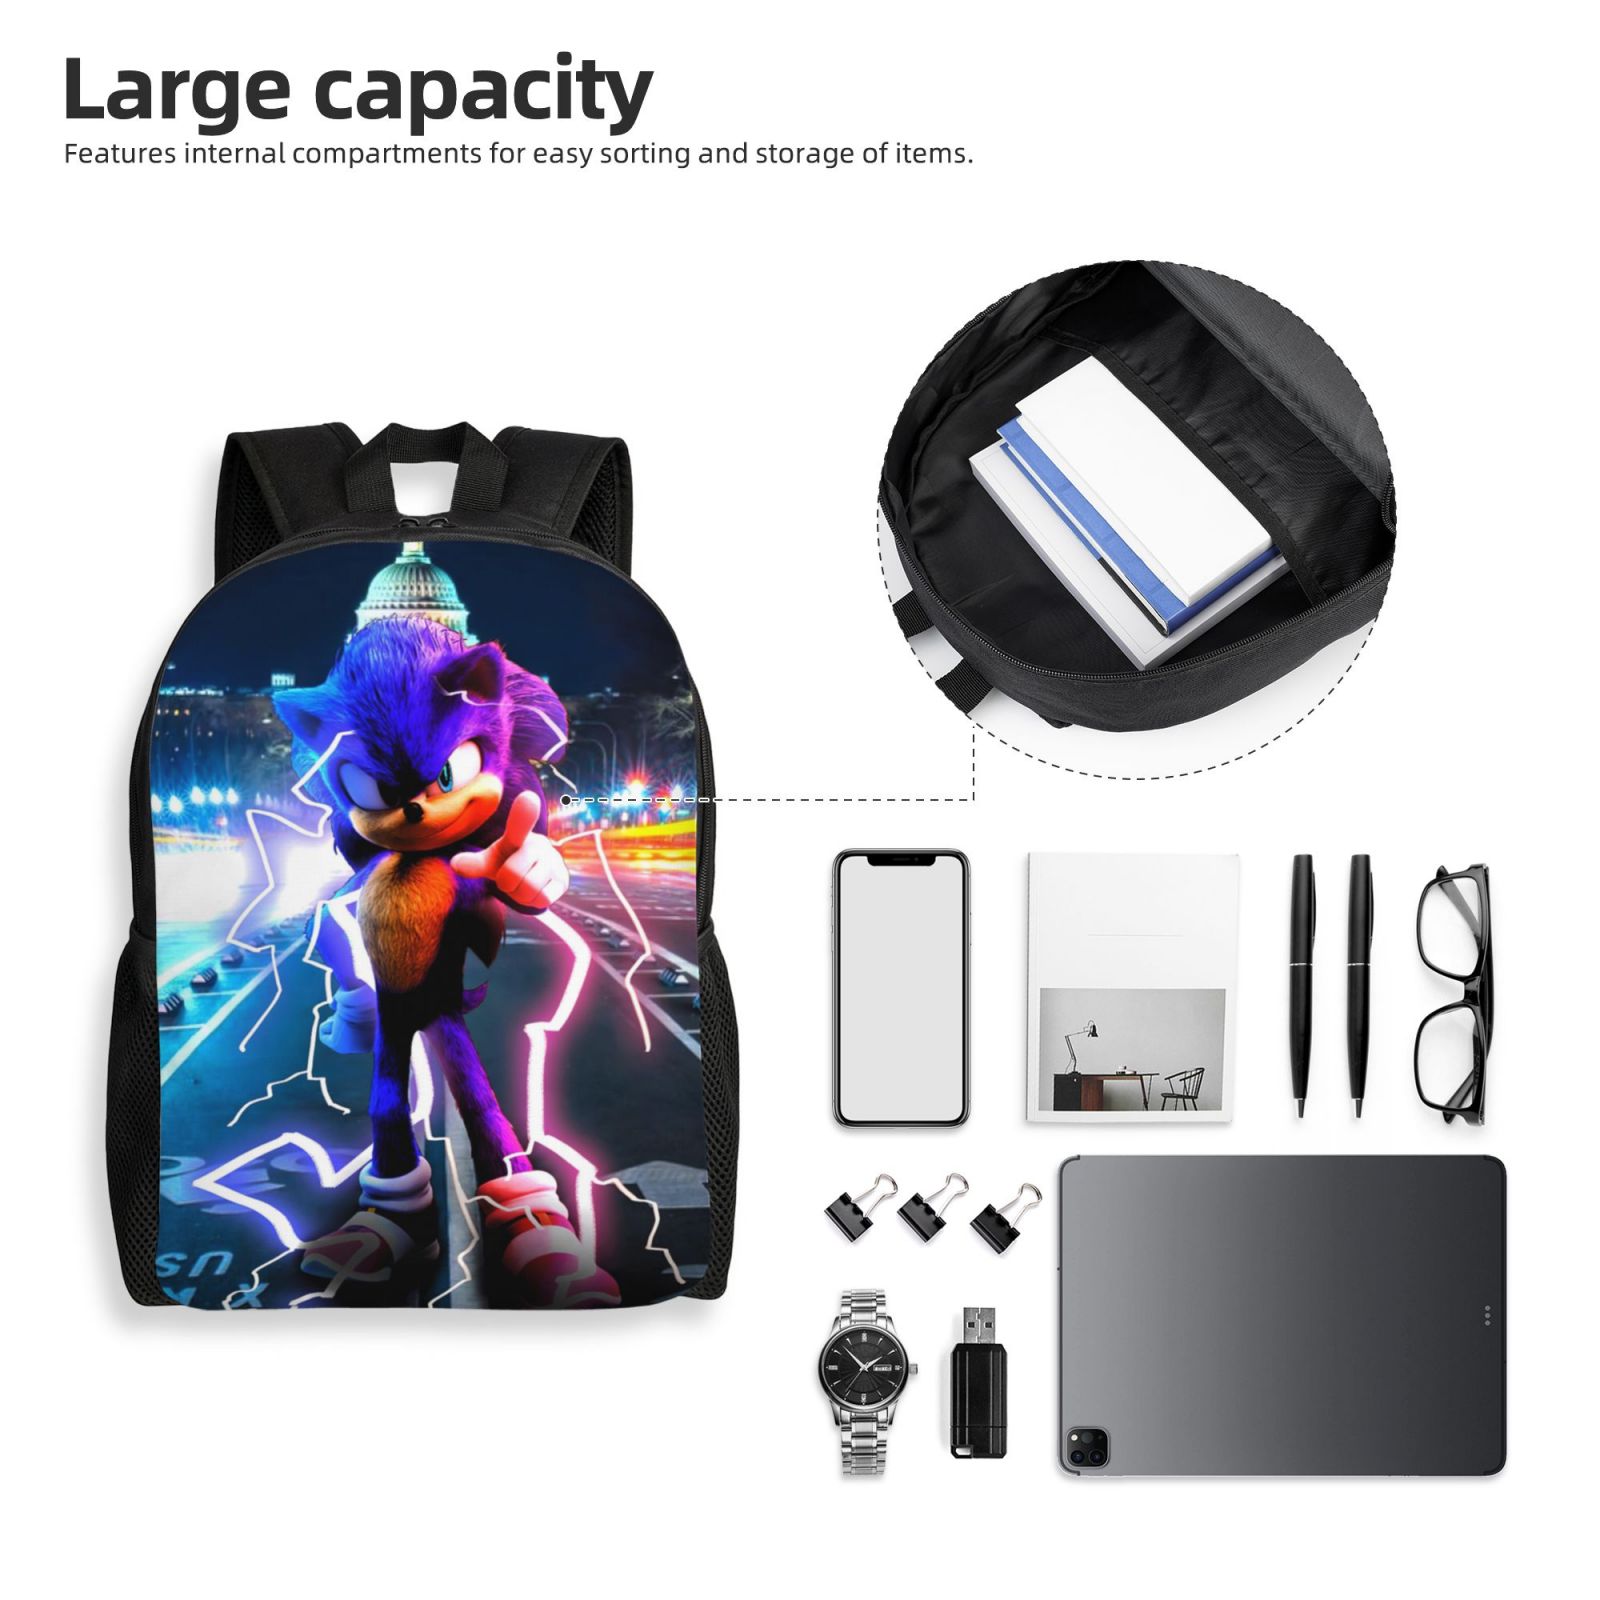 Large capacity
Features internal compartments for easy sorting and storage of items.